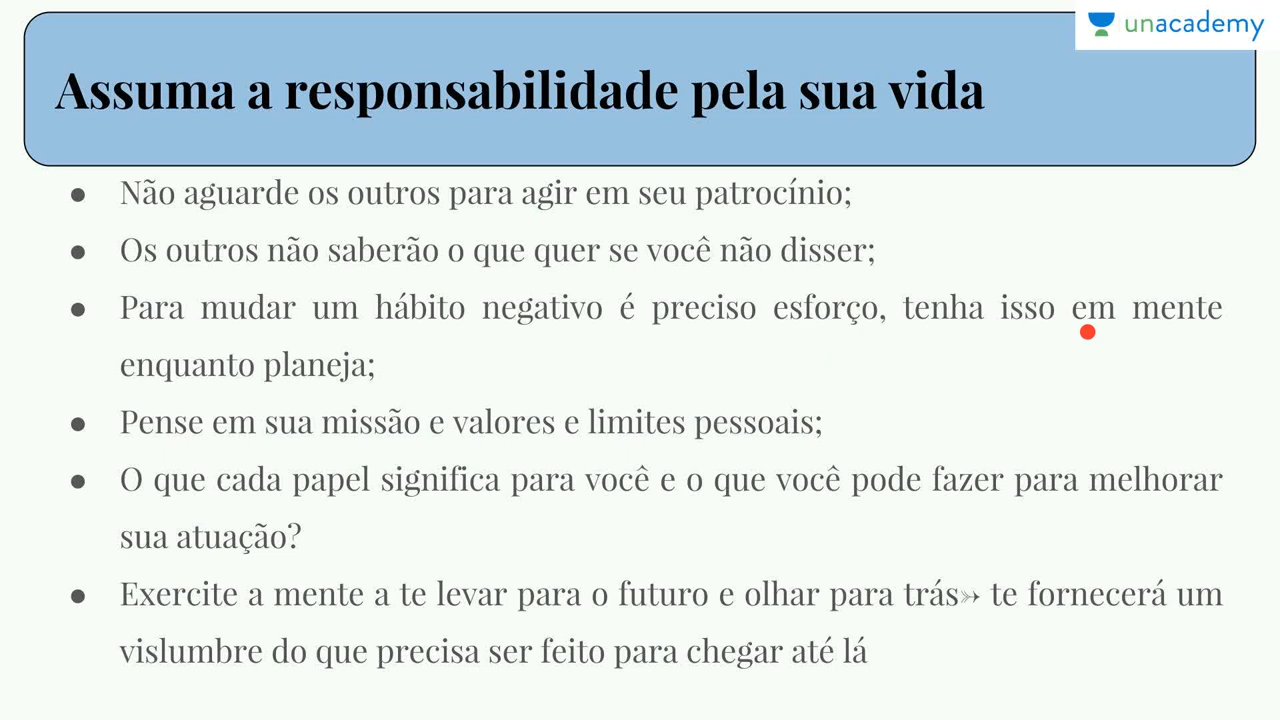 unacademy
Assuma a responsabilidade pela sua vida
● Não aguarde os outros para agir em seu patrocínio;
● Os outros não saberão o que quer se você não disser;
● Para mudar um hábito negativo é preciso esforço, tenha isso em mente
enquanto planeja;
● Pense em sua missão e valores e limites pessoais;
● O que cada papel significa para você e o que você pode fazer para melhorar
sua atuação?
● Exercite a mente a te levar para o futuro e olhar para trás➳ te fornecerá um
vislumbre do que precisa ser feito para chegar até lá